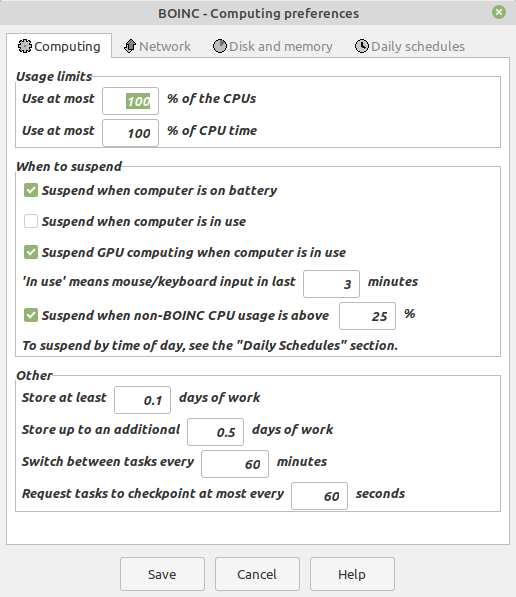 BOINC - Computing preferences
Computing Network Disk and memory Daily schedules
Usage limits
Use at most 100 % of the CPUs
Use at most 100 % of CPU time
When to suspend
Suspend when computer is on battery
Suspend when computer is in use
Suspend GPU computing when computer is in use
'In use' means mouse/keyboard input in last 3 minutes
Suspend when non-BOINC CPU usage is above 25 %
To suspend by time of day, see the "Daily Schedules" section.
Other
Store at least 0.1 days of work
Store up to an additional 0.5 days of work
Switch between tasks every 60 minutes
Request tasks to checkpoint at most every 60 seconds
Save Cancel Help